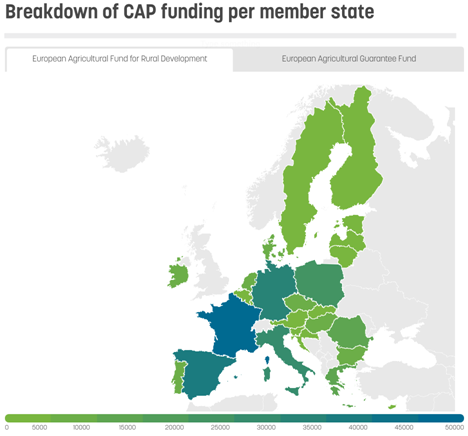 Breakdown of CAP funding per member state
European Agricultural Fund for Rural Development
European Agricultural Guarantee Fund
0 5000 10000 15000 20000 25000 30000 35000 40000 45000 50000